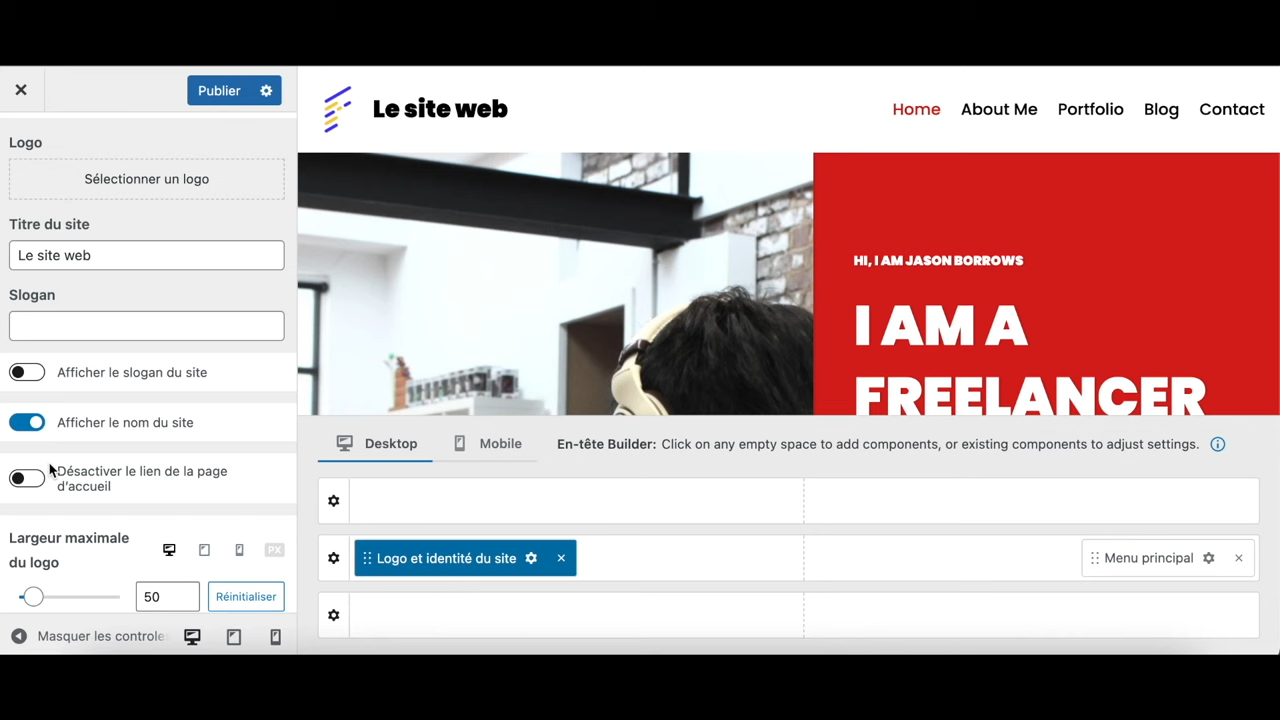 Publier
Logo
Sélectionner un logo
Titre du site
Le site web
Slogan
Afficher le slogan du site
Afficher le nom du site
Désactiver le lien de la page
d'accueil
Largeur maximale
du logo
PX
50
Réinitialiser
Masquer les controle
Le site web
Home
About Me
Portfolio
Blog
Contact
HI, I AM JASON BORROWS
I AM A
FREELANCER
Desktop
Mobile
En-tête Builder: Click on any empty space to add components, or existing components to adjust settings.
Logo et identité du site
Menu principal